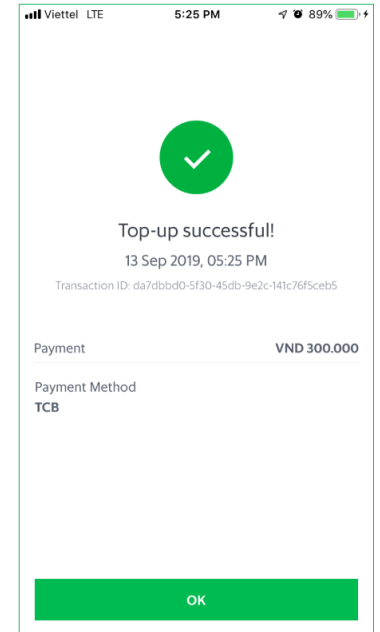 Viettel LTE 5:25 PM 89%
Top-up successful!
13 Sep 2019, 05:25 PM
Transaction ID: da7dbbd0-5f30-45db-9e2c-141c76f5ceb5
Payment VND 300.000
Payment Method
TCB
OK